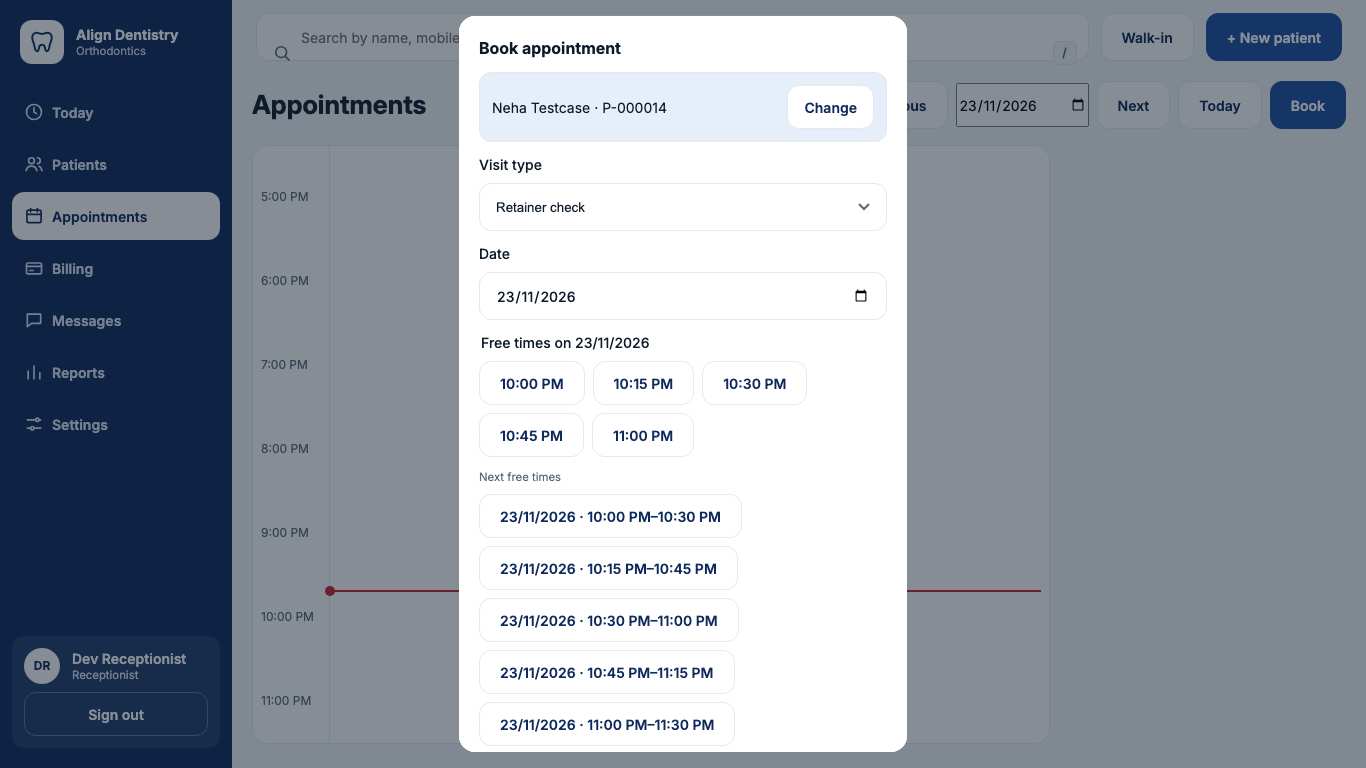 Align Dentistry
Orthodontics
Today
Patients
Appointments
Billing
Messages
Reports
Settings
DR
Dev Receptionist
Receptionist
Sign out
Search by name, mobile
/
Walk-in
+ New patient
Appointments
23/11/2026
Next
Today
Book
5:00 PM
6:00 PM
7:00 PM
8:00 PM
9:00 PM
10:00 PM
11:00 PM
Book appointment
Neha Testcase · P-000014
Change
Visit type
Retainer check
Date
23/11/2026
Free times on 23/11/2026
10:00 PM 10:15 PM 10:30 PM
10:45 PM 11:00 PM
Next free times
23/11/2026 · 10:00 PM–10:30 PM
23/11/2026 · 10:15 PM–10:45 PM
23/11/2026 · 10:30 PM–11:00 PM
23/11/2026 · 10:45 PM–11:15 PM
23/11/2026 · 11:00 PM–11:30 PM